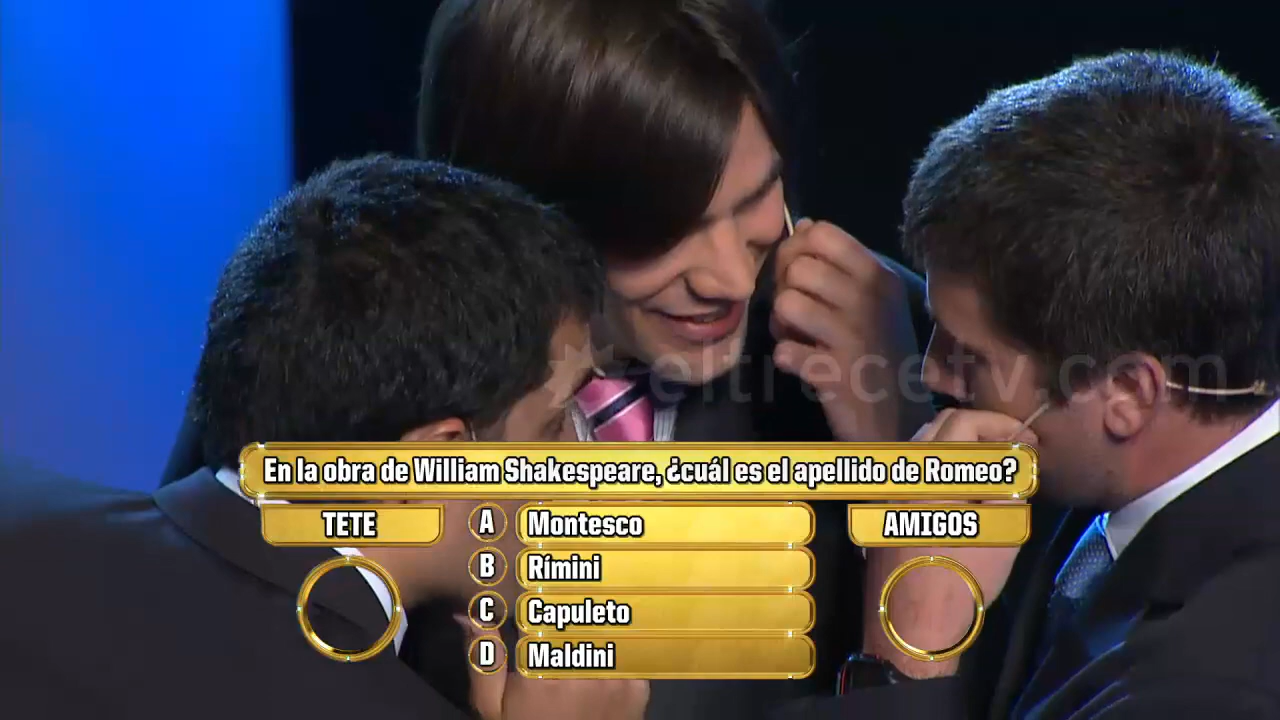 eltrecetv.com
En la obra de William Shakespeare, ¿cuál es el apellido de Romeo?
TETE
AMIGOS
A Montesco
B Rímini
C Capuleto
D Maldini